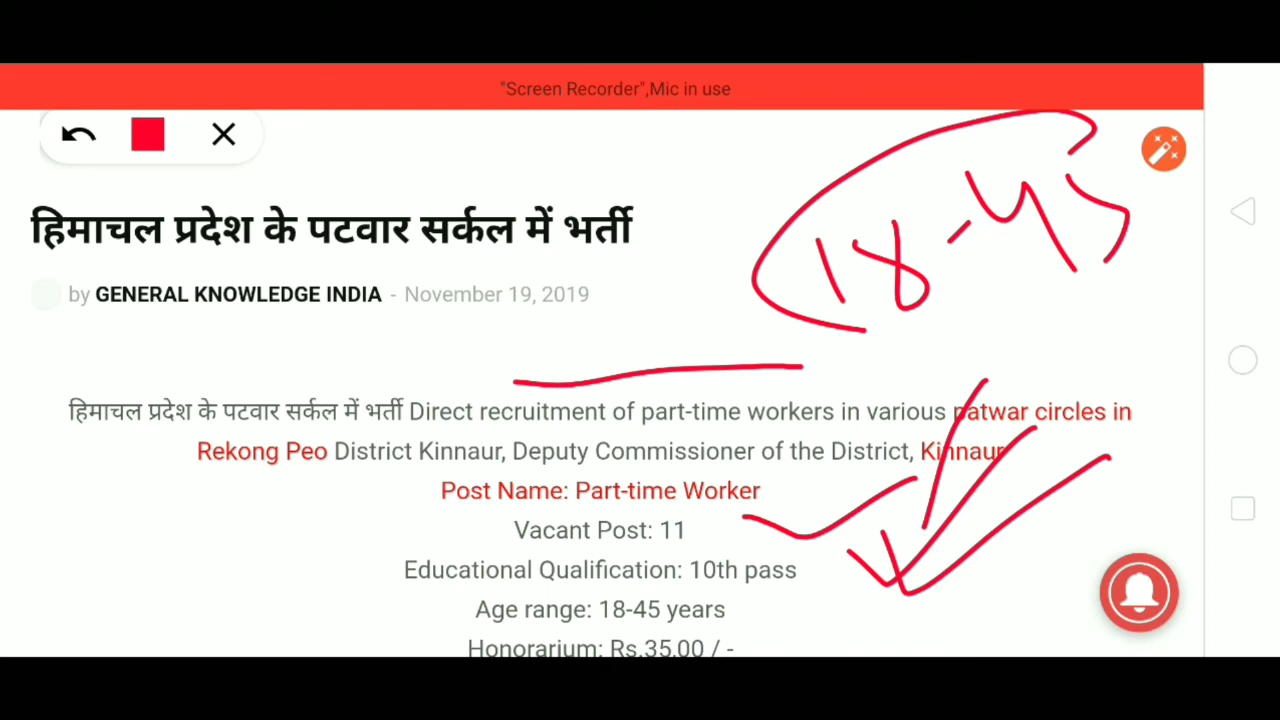 "Screen Recorder",Mic in use
18-45
हिमाचल प्रदेश के पटवार सर्कल में भर्ती
by GENERAL KNOWLEDGE INDIA - November 19, 2019
हिमाचल प्रदेश के पटवार सर्कल में भर्ती Direct recruitment of part-time workers in various patwar circles in
Rekong Peo District Kinnaur, Deputy Commissioner of the District, Kinnaur
Post Name: Part-time Worker
Vacant Post: 11
Educational Qualification: 10th pass
Age range: 18-45 years
Honorarium: Rs.35,00 / -